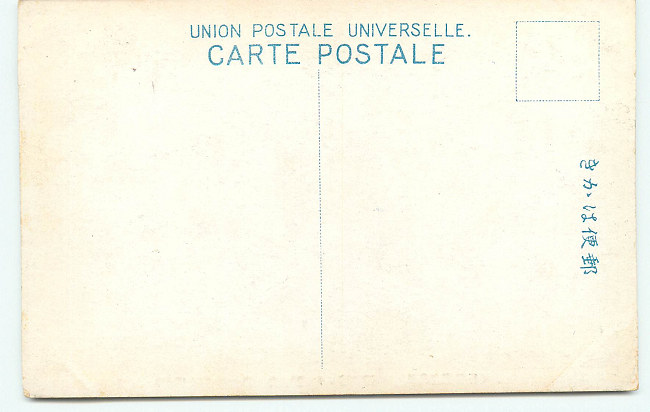 UNION POSTALE UNIVERSELLE.
CARTE POSTALE
郵便はかき